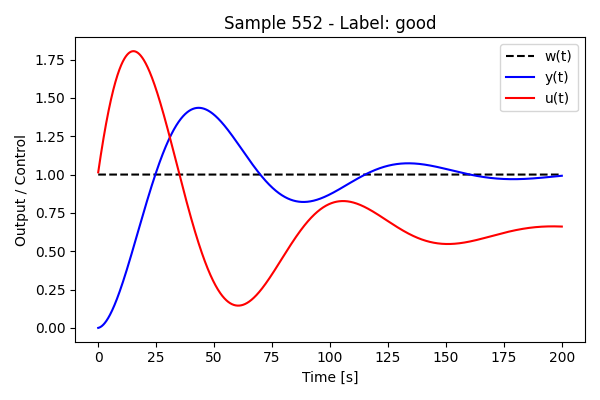 Sample 552 - Label: good
w(t)
y(t)
u(t)
Output / Control
1.75
1.50
1.25
1.00
0.75
0.50
0.25
0.00
0 25 50 75 100 125 150 175 200
Time [s]